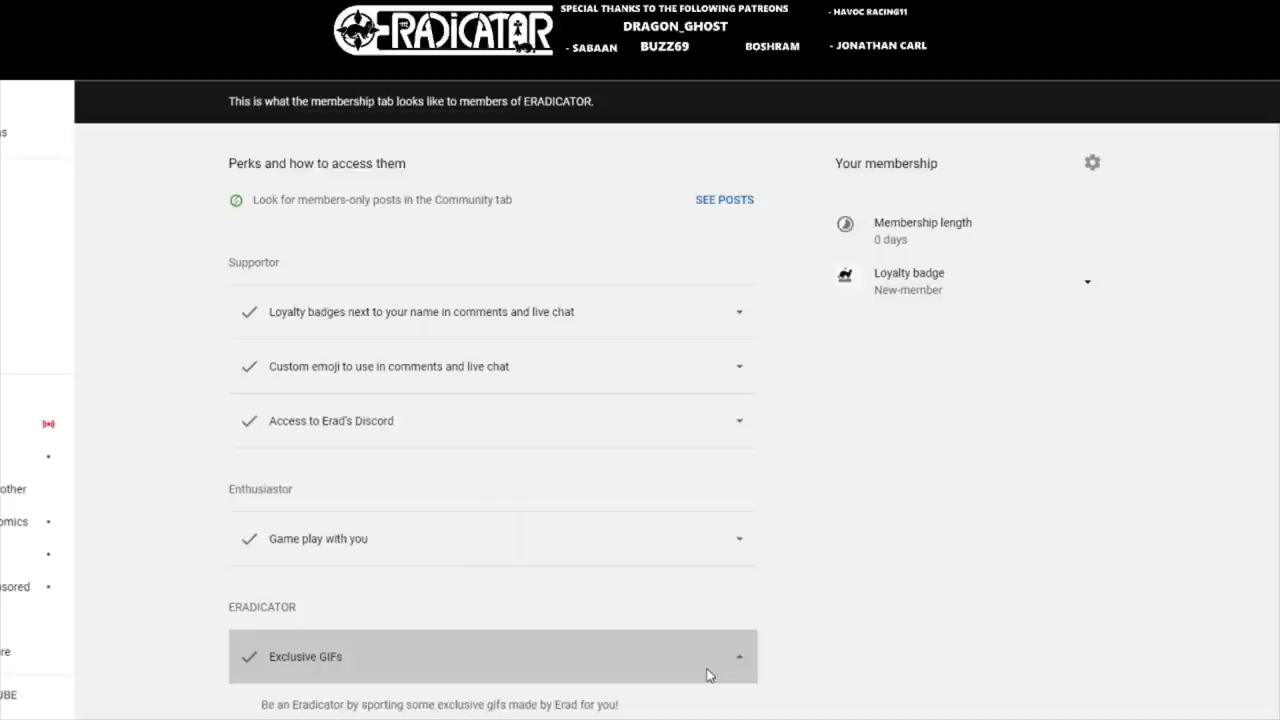 ERADICATOR
SPECIAL THANKS TO THE FOLLOWING PATREONS
- HAVOC RACING11
DRAGON_GHOST
- SABAAN
BUZZ69
BOSHRAM
- JONATHAN CARL
This is what the membership tab looks like to members of ERADICATOR.
Perks and how to access them
Look for members-only posts in the Community tab
SEE POSTS
Supportor
Loyalty badges next to your name in comments and live chat
Custom emoji to use in comments and live chat
Access to Erad's Discord
Enthusiastor
Game play with you
ERADICATOR
Exclusive GIFs
Be an Eradicator by sporting some exclusive gifs made by Erad for you!
Your membership
Membership length
0 days
Loyalty badge
New-member
s
other
omics
sored
re
UBE